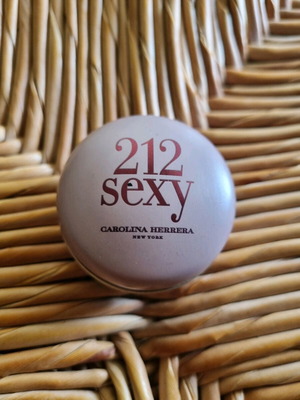 212
sexy
CAROLINA HERRERA
NEW YORK